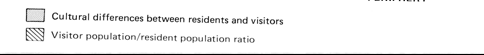 Cultural differences between residents and visitors
Visitor population/resident population ratio